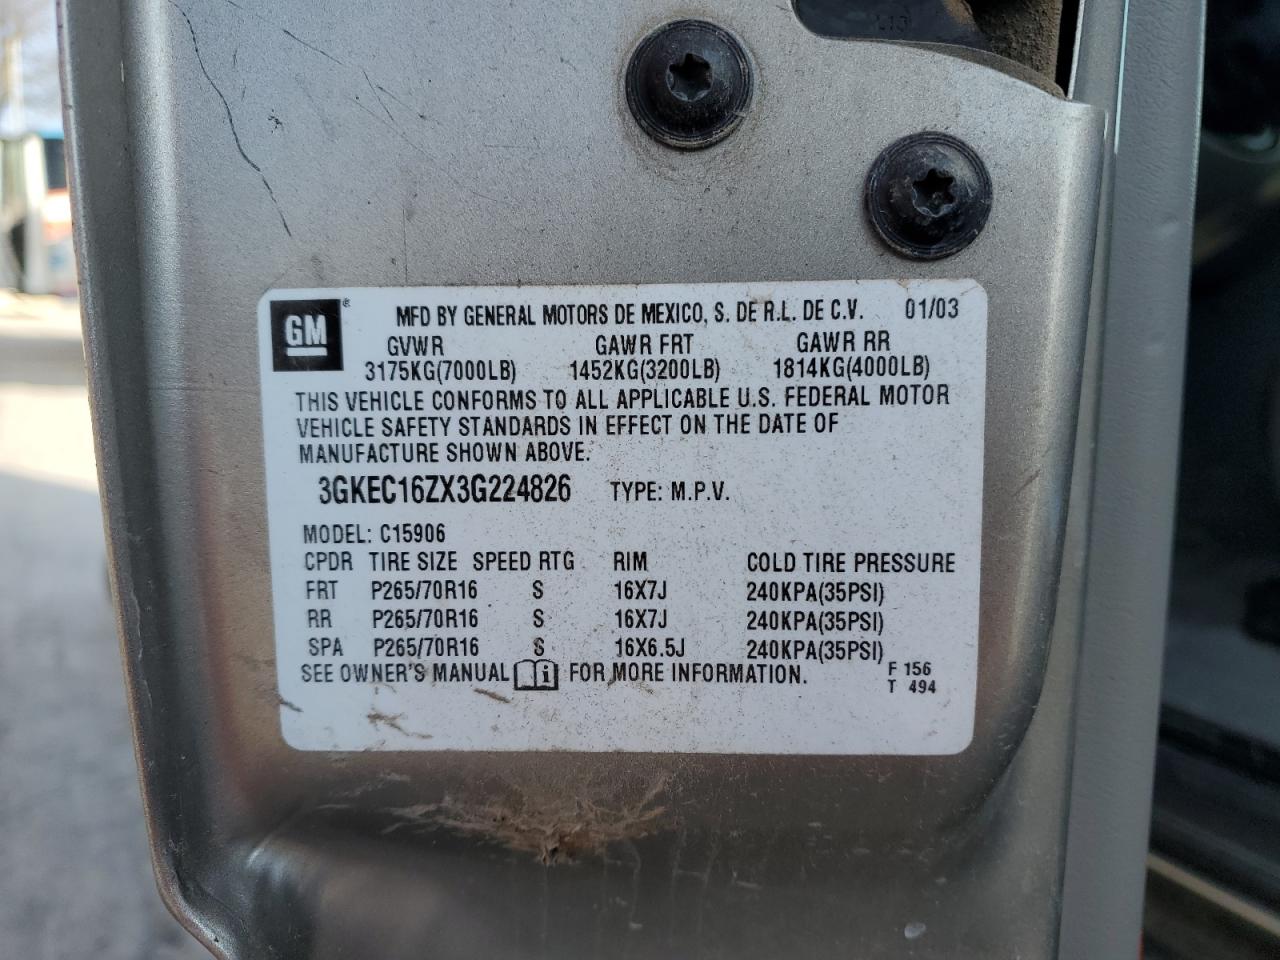 GM ® MFD BY GENERAL MOTORS DE MEXICO, S. DE R.L. DE C.V. 01/03
GVWR GAWR FRT GAWR RR
3175KG(7000LB) 1452KG(3200LB) 1814KG(4000LB)
THIS VEHICLE CONFORMS TO ALL APPLICABLE U.S. FEDERAL MOTOR
VEHICLE SAFETY STANDARDS IN EFFECT ON THE DATE OF
MANUFACTURE SHOWN ABOVE.
3GKEC16ZX3G224826 TYPE: M.P.V.
MODEL: C15906
CPDR TIRE SIZE SPEED RTG RIM COLD TIRE PRESSURE
FRT P265/70R16 S 16X7J 240KPA(35PSI)
RR P265/70R16 S 16X7J 240KPA(35PSI)
SPA P265/70R16 S 16X6.5J 240KPA(35PSI)
SEE OWNER'S MANUAL FOR MORE INFORMATION. F 156
T 494